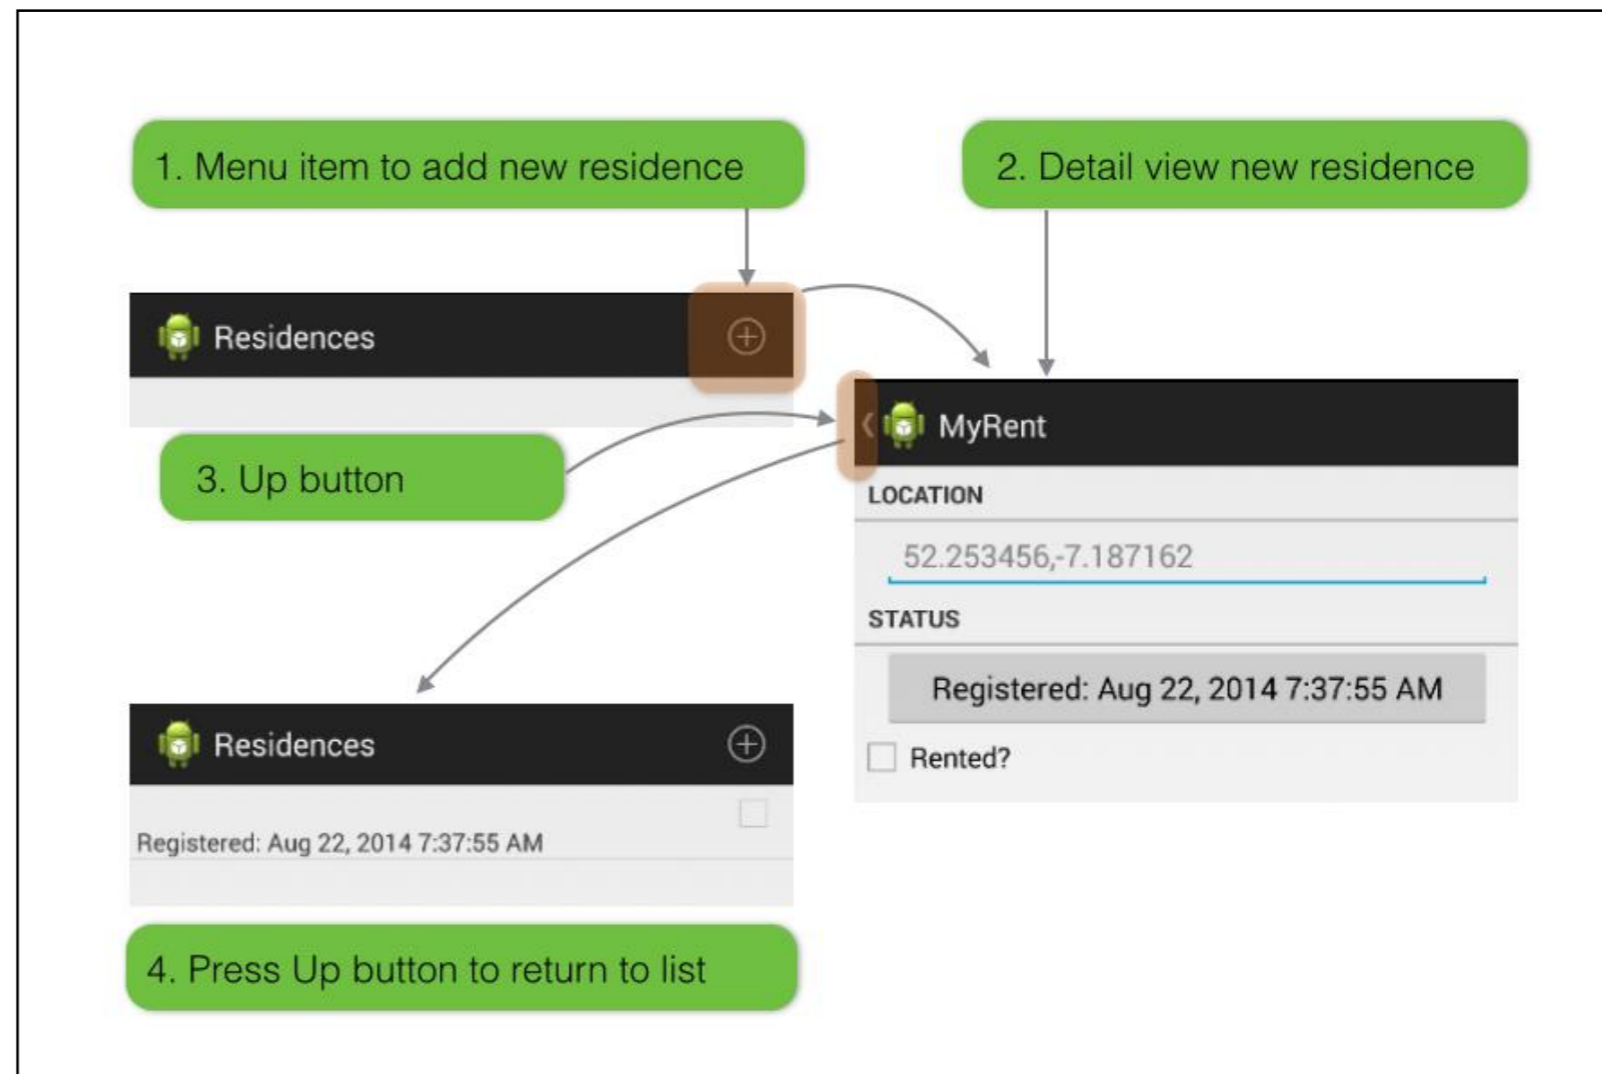 1. Menu item to add new residence
2. Detail view new residence
Residences
MyRent
3. Up button
LOCATION
52.253456,-7.187162
STATUS
Registered: Aug 22, 2014 7:37:55 AM
Rented?
Residences
Registered: Aug 22, 2014 7:37:55 AM
4. Press Up button to return to list